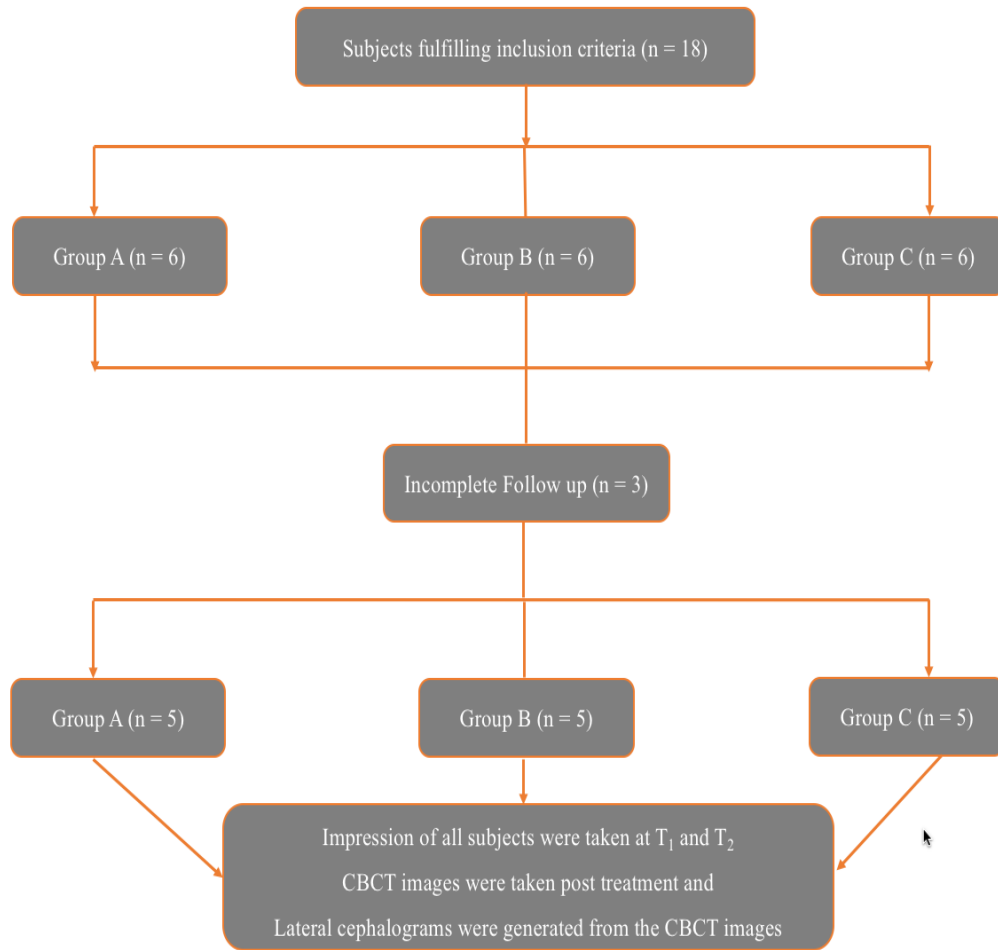 Subjects fulfilling inclusion criteria (n = 18)
Group A (n = 6)
Group B (n = 6)
Group C (n = 6)
Incomplete Follow up (n = 3)
Group A (n = 5)
Group B (n = 5)
Group C (n = 5)
Impression of all subjects were taken at T₁ and T₂
CBCT images were taken post treatment and
Lateral cephalograms were generated from the CBCT images